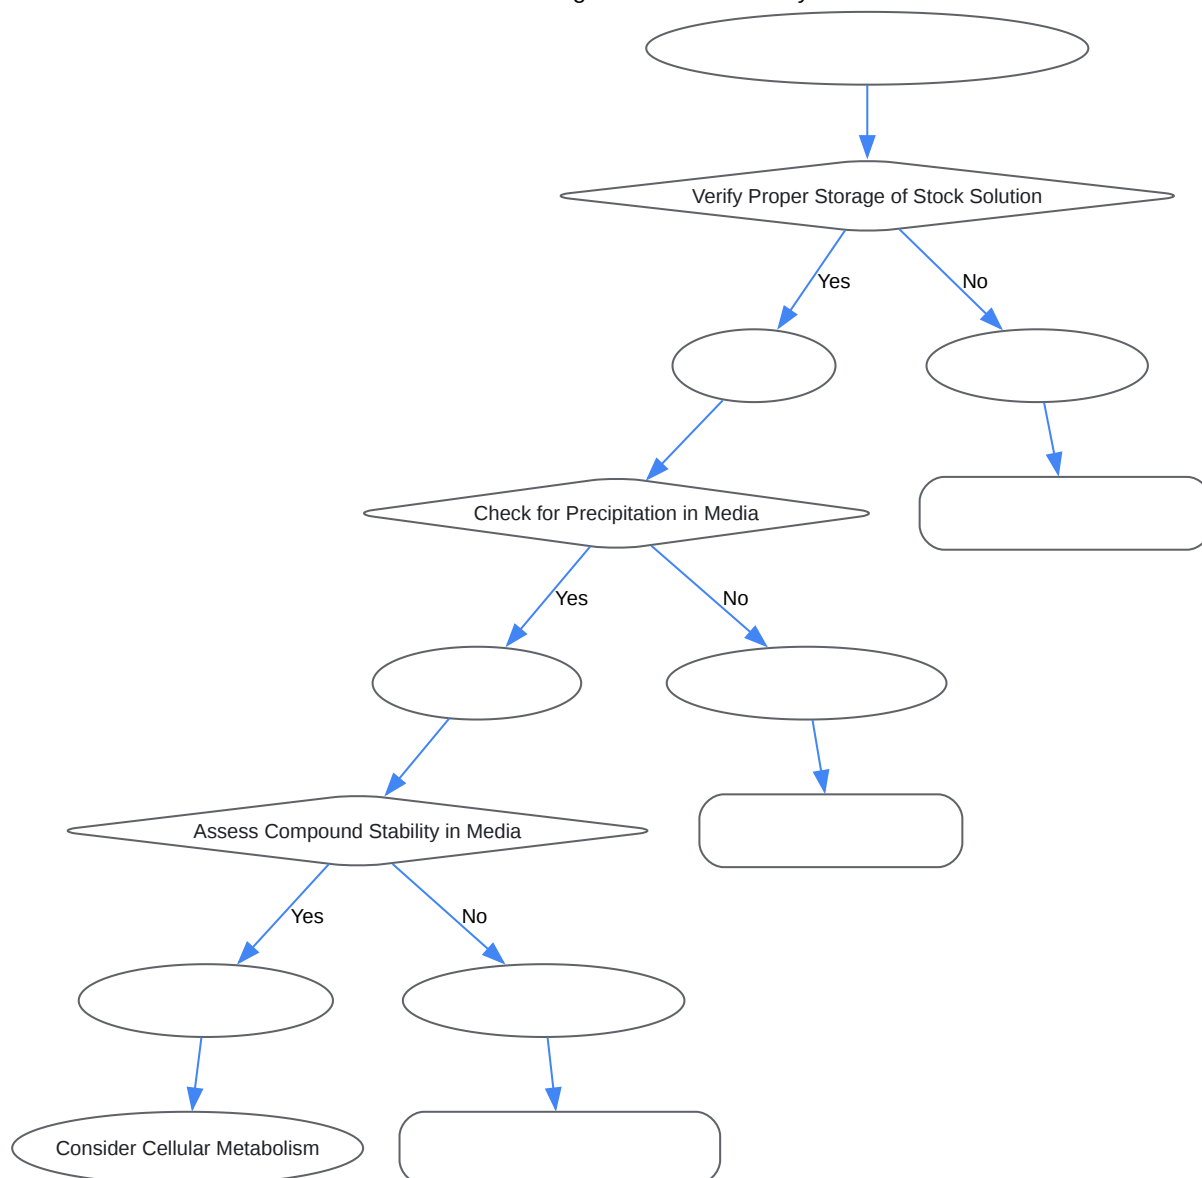 Verify Proper Storage of Stock Solution
Yes
No
Check for Precipitation in Media
Yes
No
Assess Compound Stability in Media
Yes
No
Consider Cellular Metabolism